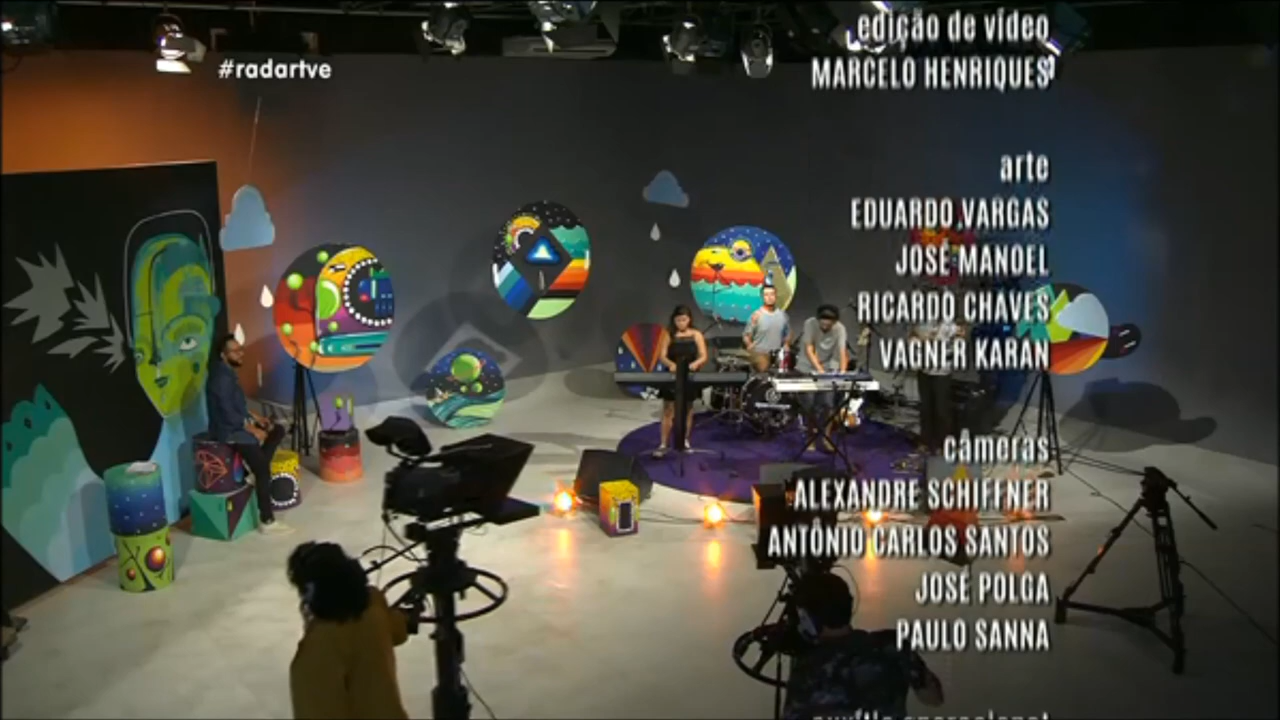 #radartve
edição de vídeo
MARCELO HENRIQUES
arte
EDUARDO VARGAS
JOSÉ MANOEL
RICARDO CHAVES
VAGNER KARAN
câmeras
ALEXANDRE SCHIFFNER
ANTÔNIO CARLOS SANTOS
JOSÉ POLGA
PAULO SANNA